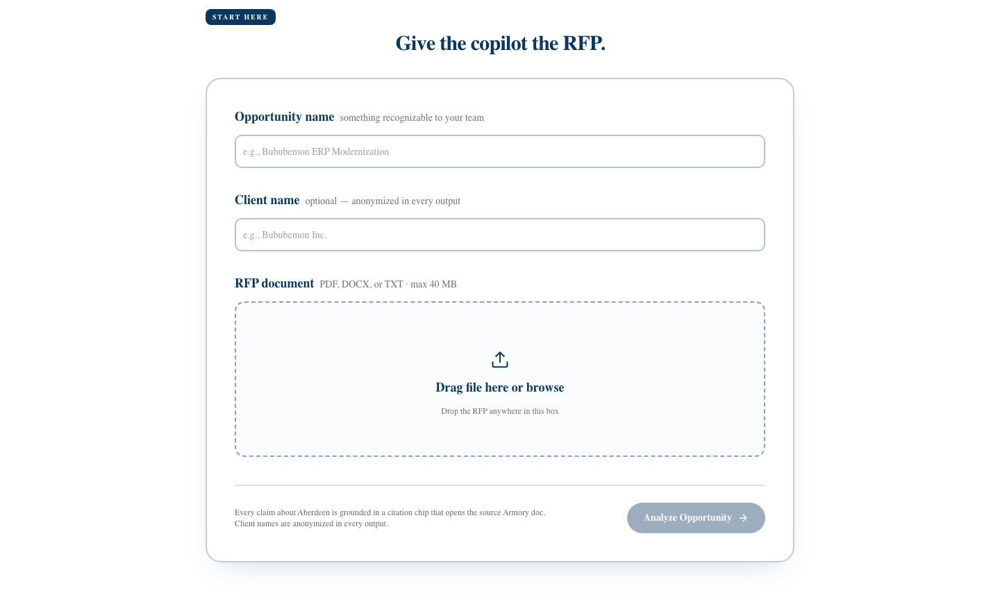 START HERE
Give the copilot the RFP.
Opportunity name something recognizable to your team
e.g., Bububemon ERP Modernization
Client name optional — anonymized in every output
e.g., Bububemon Inc.
RFP document PDF, DOCX, or TXT · max 40 MB
Drag file here or browse
Drop the RFP anywhere in this box
Every claim about Aberdeen is grounded in a citation chip that opens the source Armory doc.
Client names are anonymized in every output.
Analyze Opportunity →